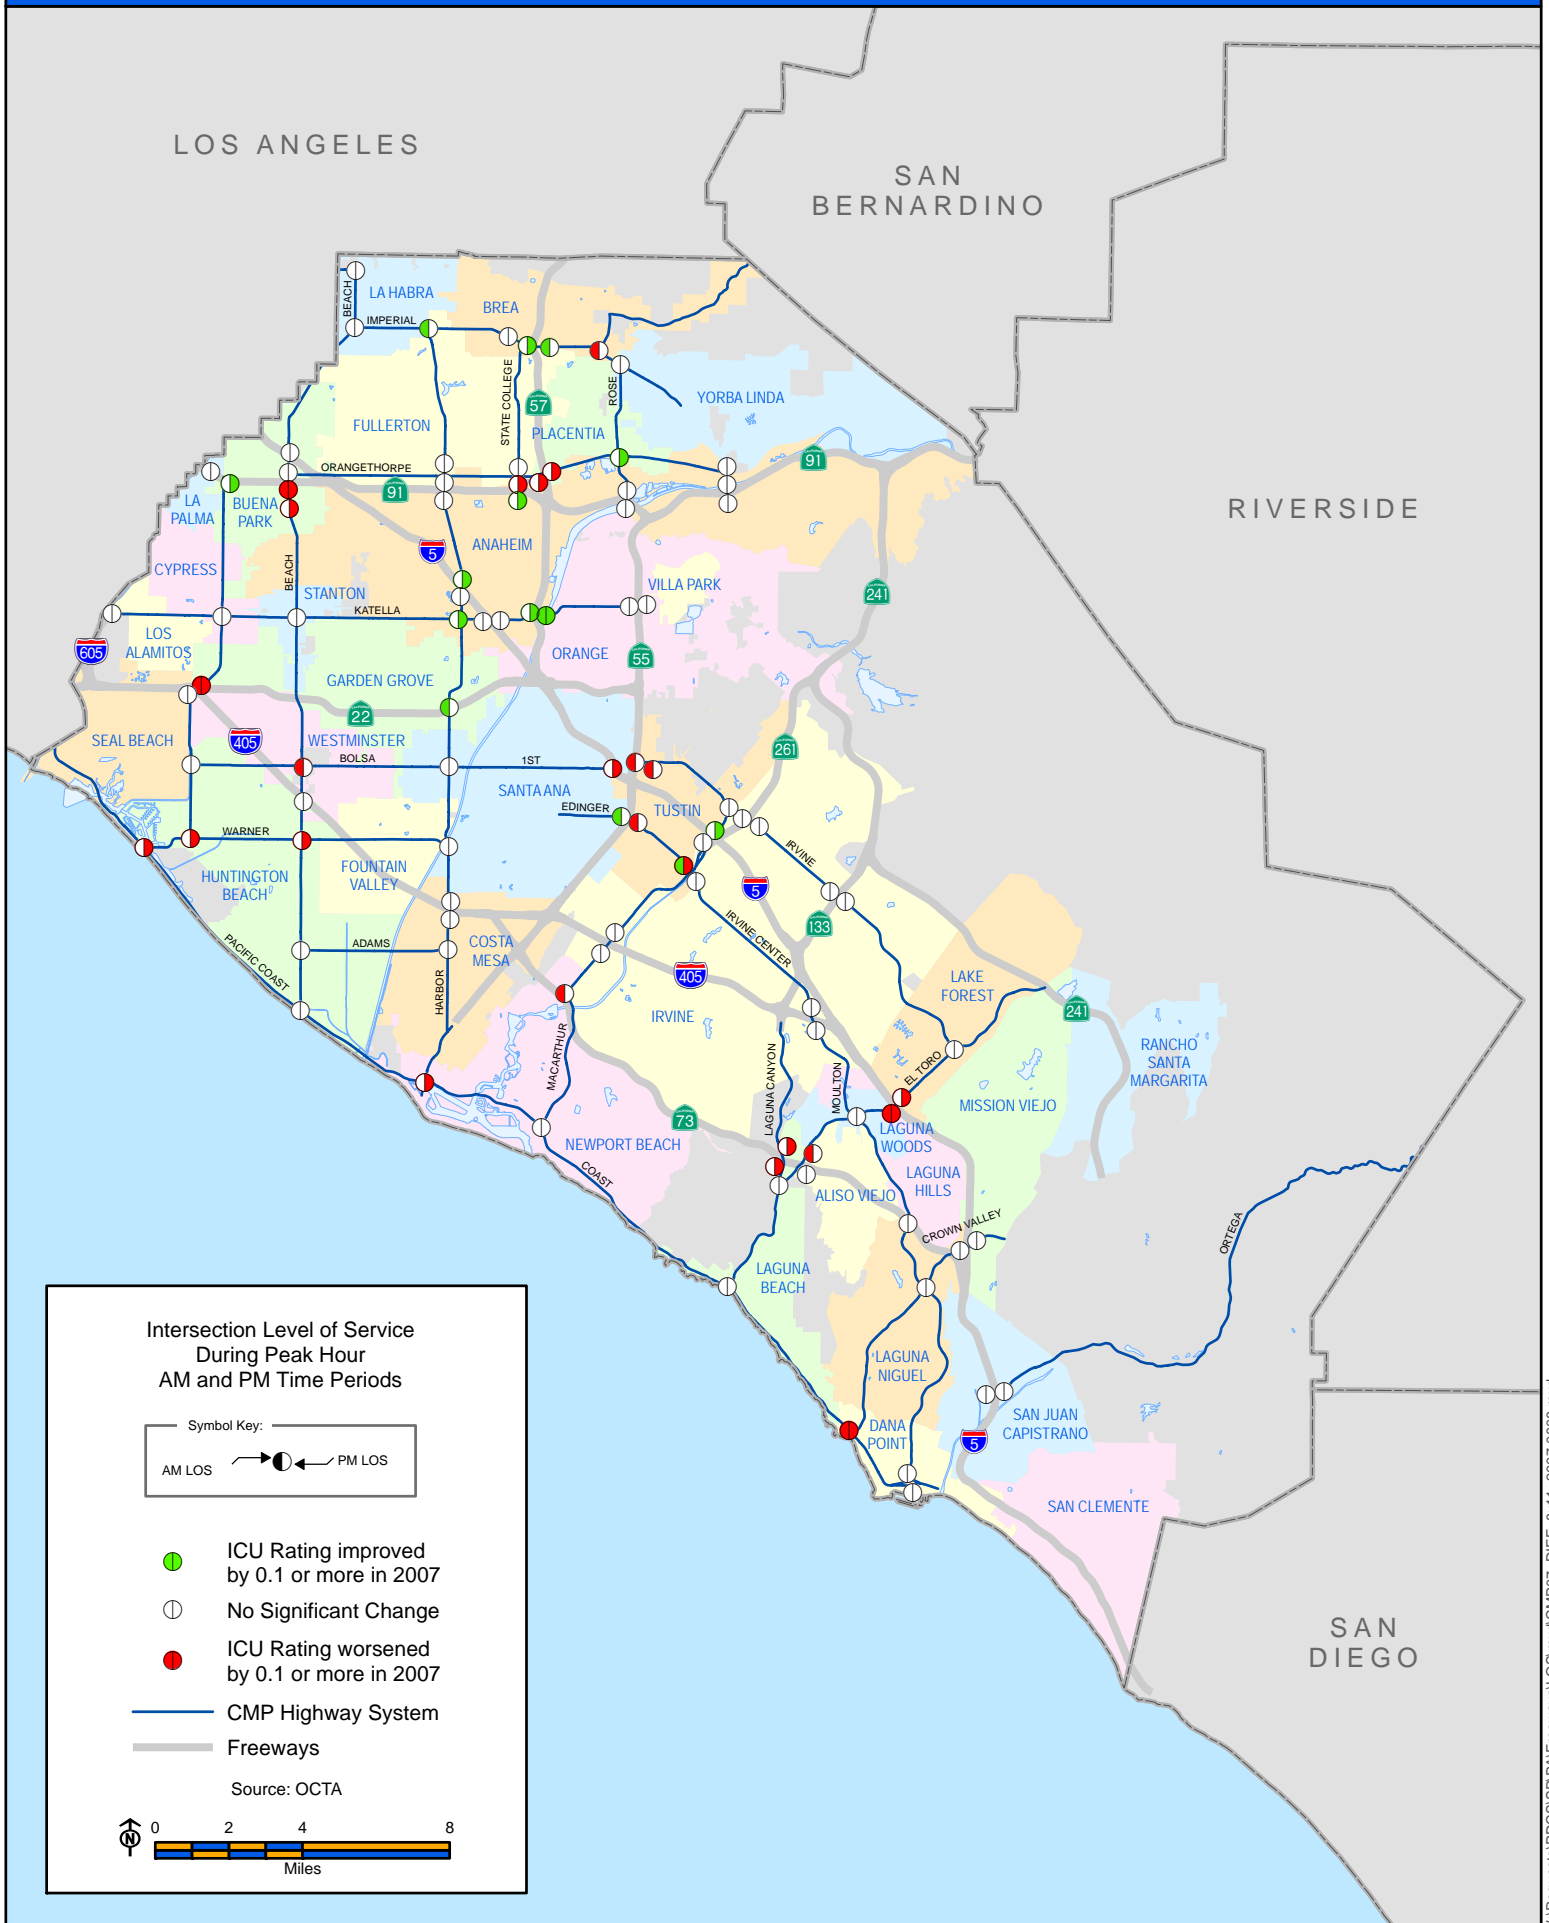 LOS ANGELES
SAN
BERNARDINO
RIVERSIDE
SAN
DIEGO
LA HABRA
BREA
BEACH
IMPERIAL
STATE COLLEGE
57
ROSE
YORBA LINDA
FULLERTON
PLACENTIA
ORANGETHORPE
91
91
LA
PALMA
BUENA
PARK
5
ANAHEIM
CYPRESS
BEACH
STANTON
KATELLA
VILLA PARK
241
LOS
ALAMITOS
605
ORANGE
55
GARDEN GROVE
22
SEAL BEACH
405
WESTMINSTER
BOLSA
1ST
261
SANTA ANA
EDINGER
TUSTIN
WARNER
IRVINE
HUNTINGTON
BEACH
FOUNTAIN
VALLEY
5
133
IRVINE CENTER
PACIFIC COAST
ADAMS
COSTA
MESA
HARBOR
405
LAKE
FOREST
241
IRVINE
MACARTHUR
LAGUNA CANYON
MOULTON
EL TORO
RANCHO
SANTA
MARGARITA
MISSION VIEJO
73
NEWPORT BEACH
COAST
LAGUNA
WOODS
LAGUNA
HILLS
ALISO VIEJO
CROWN VALLEY
ORTEGA
LAGUNA
BEACH
LAGUNA
NIGUEL
DANA
POINT
SAN JUAN
CAPISTRANO
5
SAN CLEMENTE
Intersection Level of Service
During Peak Hour
AM and PM Time Periods
Symbol Key:
AM LOS
PM LOS
ICU Rating improved
by 0.1 or more in 2007
No Significant Change
ICU Rating worsened
by 0.1 or more in 2007
CMP Highway System
Freeways
Source: OCTA
N
0 2 4 8
Miles